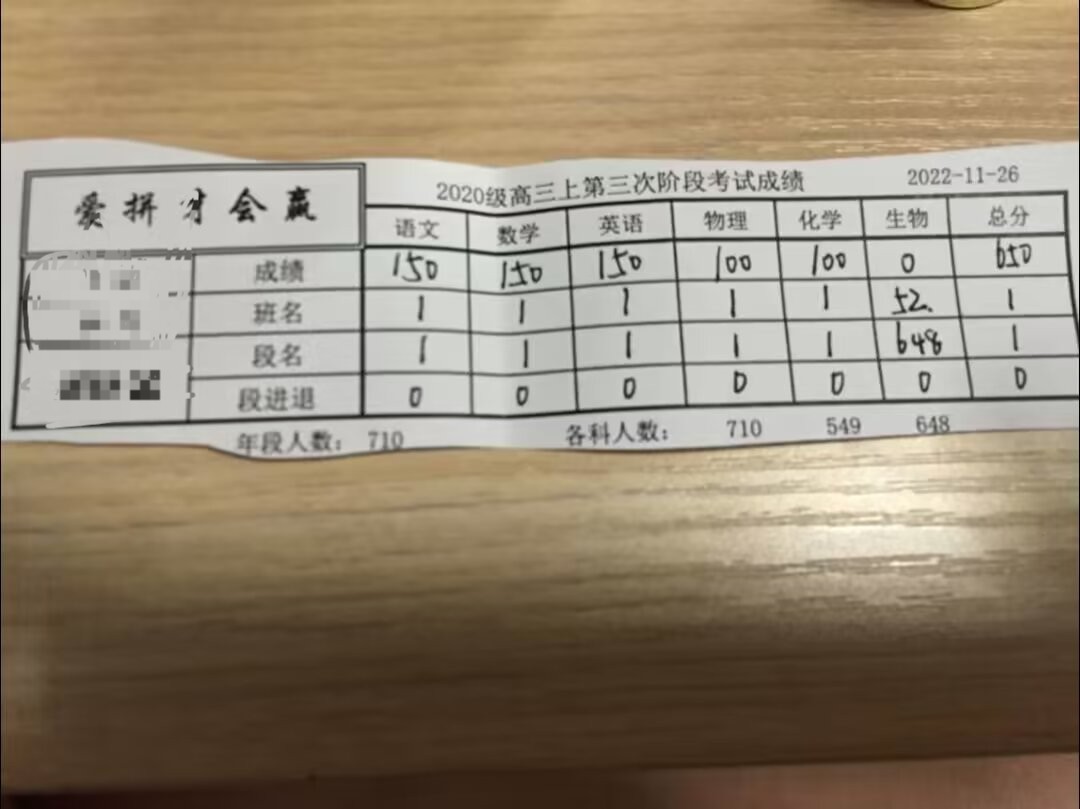 爱拼才会赢
2020级高三上第三次阶段考试成绩 2022-11-26
语文 数学 英语 物理 化学 生物 总分
成绩 150 150 150 100 100 0 650
班名 1 1 1 1 1 52. 1
段名 1 1 1 1 1 648 1
段进退 0 0 0 0 0 0 0
年段人数: 710 各科人数: 710 549 648